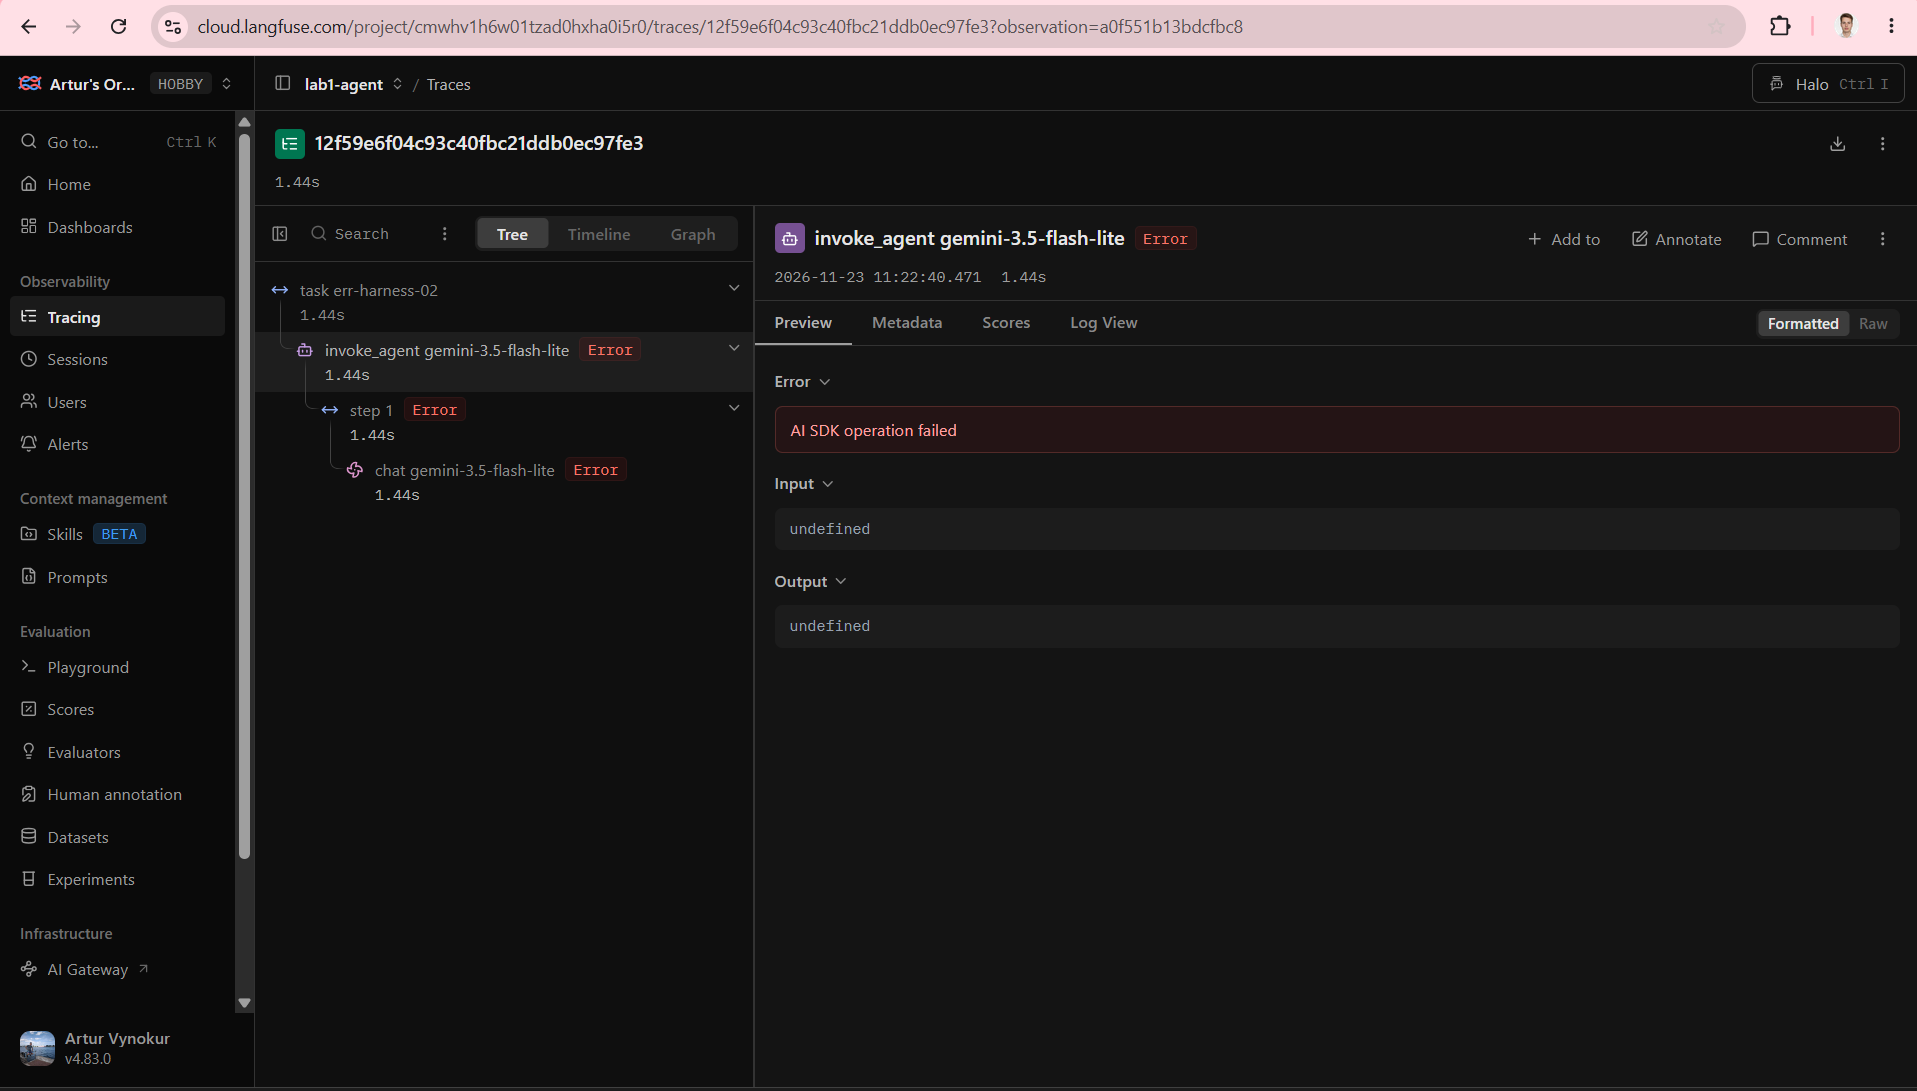 cloud.langfuse.com/project/cmwhv1h6w01tzad0hxha0i5r0/traces/12f59e6f04c93c40fbc21ddb0ec97fe3?observation=a0f551b13bdcfbc8
Artur's Or... HOBBY
lab1-agent / Traces
Halo Ctrl I
Go to... Ctrl K
Home
Dashboards
Observability
Tracing
Sessions
Users
Alerts
Context management
Skills BETA
Prompts
Evaluation
Playground
Scores
Evaluators
Human annotation
Datasets
Experiments
Infrastructure
AI Gateway
Artur Vynokur
v4.83.0
12f59e6f04c93c40fbc21ddb0ec97fe3
1.44s
Search
Tree Timeline Graph
task err-harness-02
1.44s
invoke_agent gemini-3.5-flash-lite Error
1.44s
step 1 Error
1.44s
chat gemini-3.5-flash-lite Error
1.44s
invoke_agent gemini-3.5-flash-lite Error
Add to Annotate Comment
2026-11-23 11:22:40.471 1.44s
Preview Metadata Scores Log View
Formatted Raw
Error
AI SDK operation failed
Input
undefined
Output
undefined